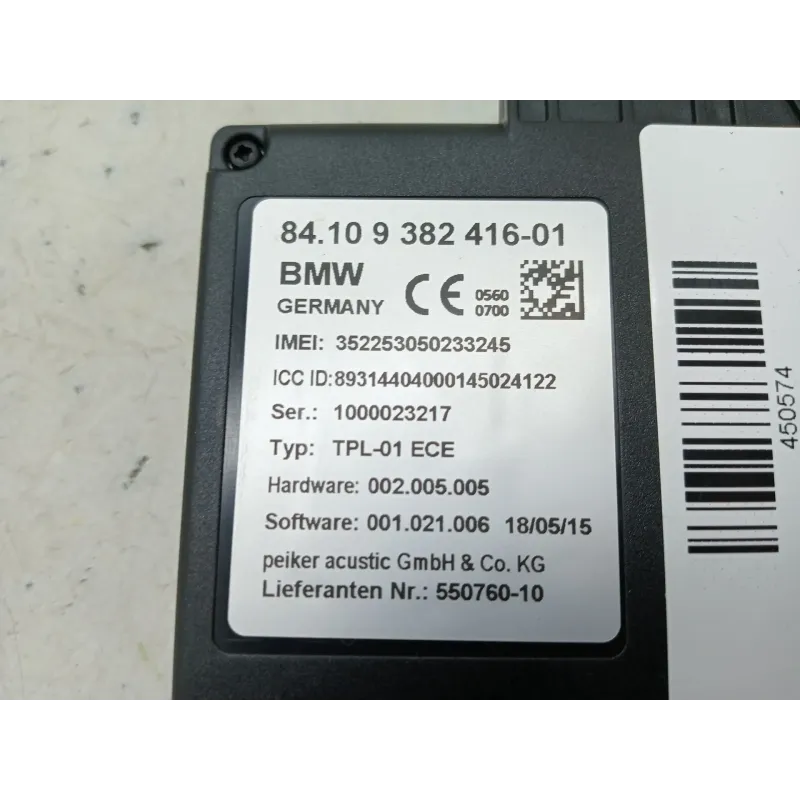 84.10 9 382 416-01
BMW
GERMANY
CE 0560
0700
IMEI: 352253050233245
ICC ID:89314404000145024122
Ser.: 1000023217
Typ: TPL-01 ECE
Hardware: 002.005.005
Software: 001.021.006 18/05/15
peiker acustic GmbH & Co. KG
Lieferanten Nr.: 550760-10
450574